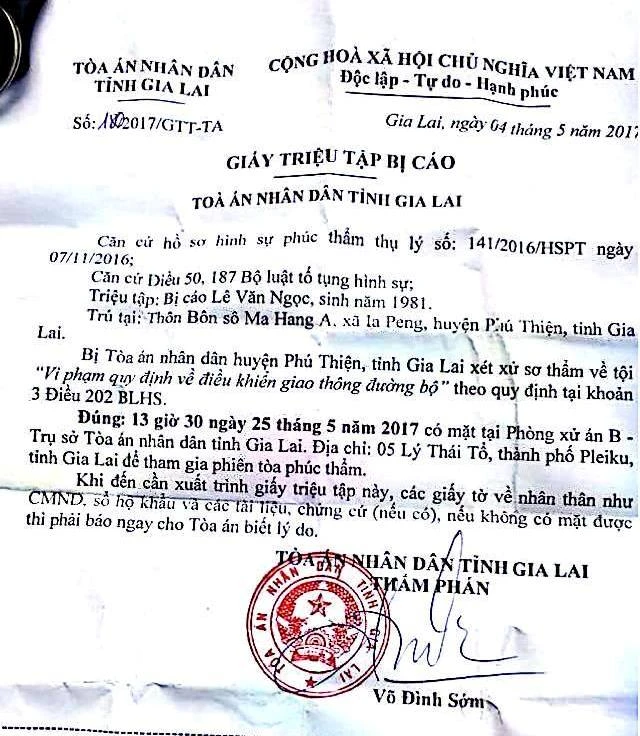 TÒA ÁN NHÂN DÂN
TỈNH GIA LAI
CỘNG HOÀ XÃ HỘI CHỦ NGHĨA VIỆT NAM
Độc lập - Tự do - Hạnh phúc
Số: 180 2017/GTT-TA
Gia Lai, ngày 04 tháng 5 năm 2017
GIẤY TRIỆU TẬP BỊ CÁO
TOÀ ÁN NHÂN DÂN TỈNH GIA LAI
Căn cứ hồ sơ hình sự phúc thẩm thụ lý số: 141/2016/HSPT ngày
07/11/2016;
Căn cứ Điều 50, 187 Bộ luật tố tụng hình sự;
Triệu tập: Bị cáo Lê Văn Ngọc, sinh năm 1981.
Trú tại: Thôn Bôn sô Ma Hang A, xã Ia Peng, huyện Phú Thiện, tỉnh Gia
Lai.
Bị Tòa án nhân dân huyện Phú Thiện, tỉnh Gia Lai xét xử sơ thẩm về tội
"Vi phạm quy định về điều khiển giao thông đường bộ" theo quy định tại khoản
3 Điều 202 BLHS.
Đúng: 13 giờ 30 ngày 25 tháng 5 năm 2017 có mặt tại Phòng xử án B -
Trụ sở Tòa án nhân dân tỉnh Gia Lai. Địa chỉ: 05 Lý Thái Tổ, thành phố Pleiku,
tỉnh Gia Lai để tham gia phiên tòa phúc thẩm.
Khi đến cần xuất trình giấy triệu tập này, các giấy tờ về nhân thân như
CMND, sổ hộ khẩu và các tài liệu, chứng cứ (nếu có), nếu không có mặt được
thì phải báo ngay cho Tòa án biết lý do.
TÒA ÁN NHÂN DÂN TỈNH GIA LAI
THẨM PHÁN
TOÀ ÁN NHÂN DÂN TỈNH GIA LAI
Võ Đình Sớm